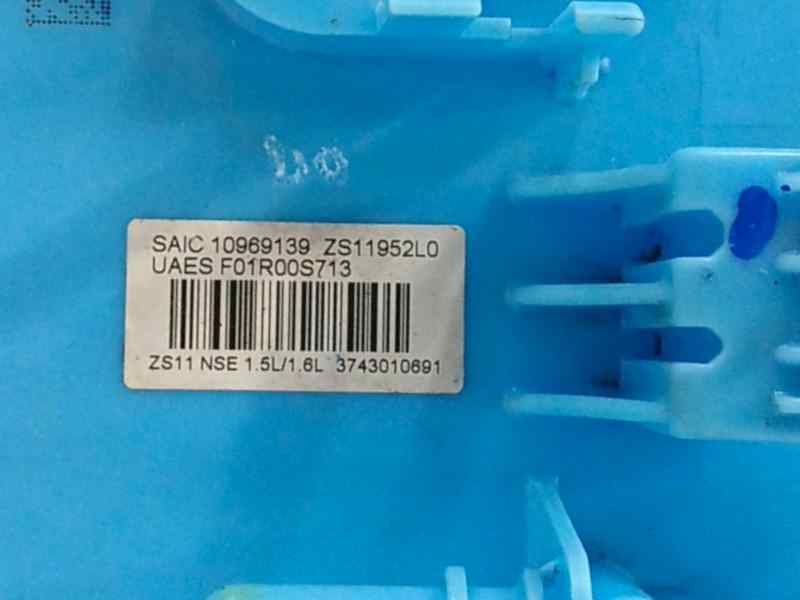 SAIC 10969139 ZS11952L0
UAES F01R00S713
ZS11 NSE 1.5L/1.6L 3743010691